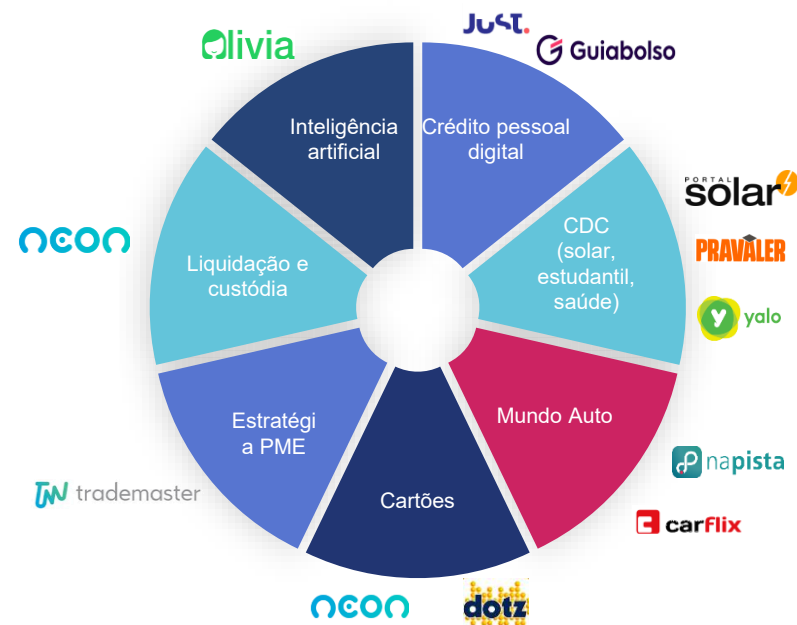 JUST.
Olivia
Guiabolso
Inteligência
artificial
Crédito pessoal
digital
PORTAL
solar
CDC
(solar,
estudantil,
saúde)
PRAVALER
neon
Liquidação e
custódia
y yalo
Mundo Auto
Estratégi
a PME
napista
trademaster
Cartões
carflix
neon
dotz